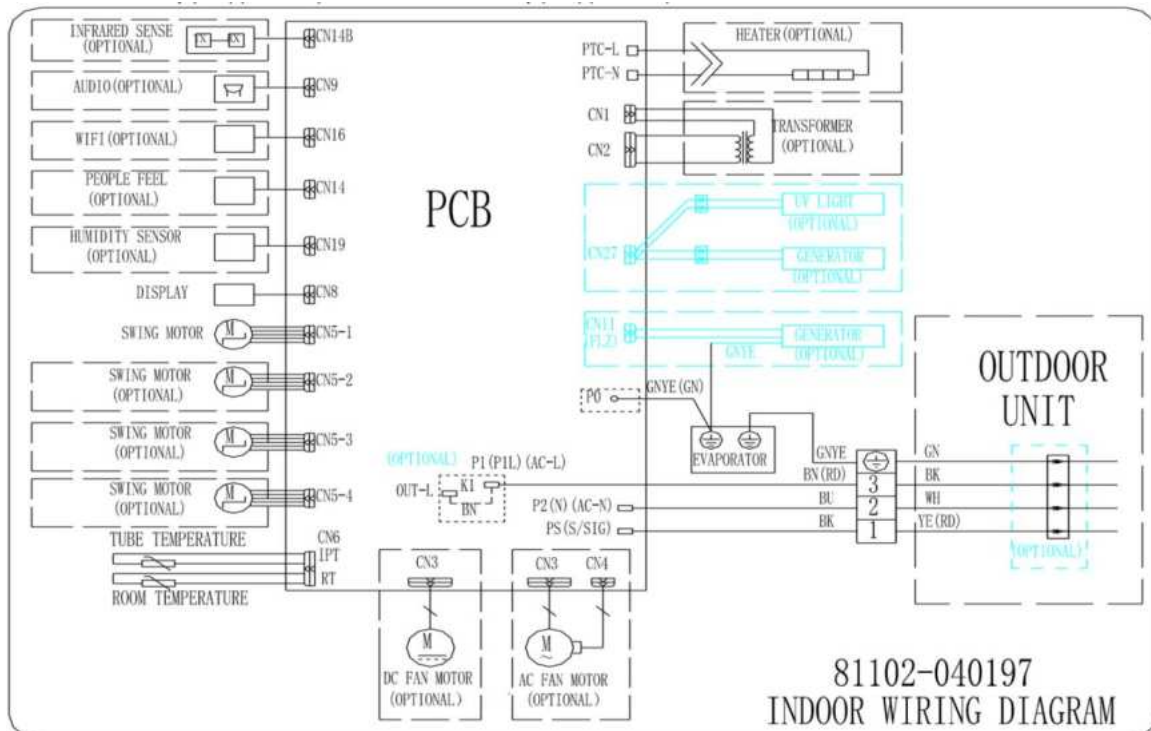 INFRARED SENSE
(OPTIONAL)
CN14B
AUDIO(OPTIONAL)
CN9
WIFI(OPTIONAL)
CN16
PEOPLE FEEL
(OPTIONAL)
CN14
HUMIDITY SENSOR
(OPTIONAL)
CN19
DISPLAY
CN8
SWING MOTOR
M
CN5-1
SWING MOTOR
(OPTIONAL)
M
CN5-2
SWING MOTOR
(OPTIONAL)
M
CN5-3
SWING MOTOR
(OPTIONAL)
M
CN5-4
TUBE TEMPERATURE
CN6
IPT
RT
ROOM TEMPERATURE
PCB
PTC-L
PTC-N
HEATER(OPTIONAL)
CN1
CN2
TRANSFORMER
(OPTIONAL)
CN27
UV LIGHT
(OPTIONAL)
GENERATOR
(OPTIONAL)
CN11
(FLZ)
GENERATOR
(OPTIONAL)
GNYE
P0
GNYE(GN)
EVAPORATOR
(OPTIONAL)
P1(P1L)(AC-L)
OUT-L
K1
BN
P2(N)(AC-N)
PS(S/SIG)
GNYE
BN(RD)
BU
BK
3
2
1
GN
BK
WH
YE(RD)
OUTDOOR
UNIT
(OPTIONAL)
CN3
M
DC FAN MOTOR
(OPTIONAL)
CN3
CN4
M
~
AC FAN MOTOR
(OPTIONAL)
81102-040197
INDOOR WIRING DIAGRAM